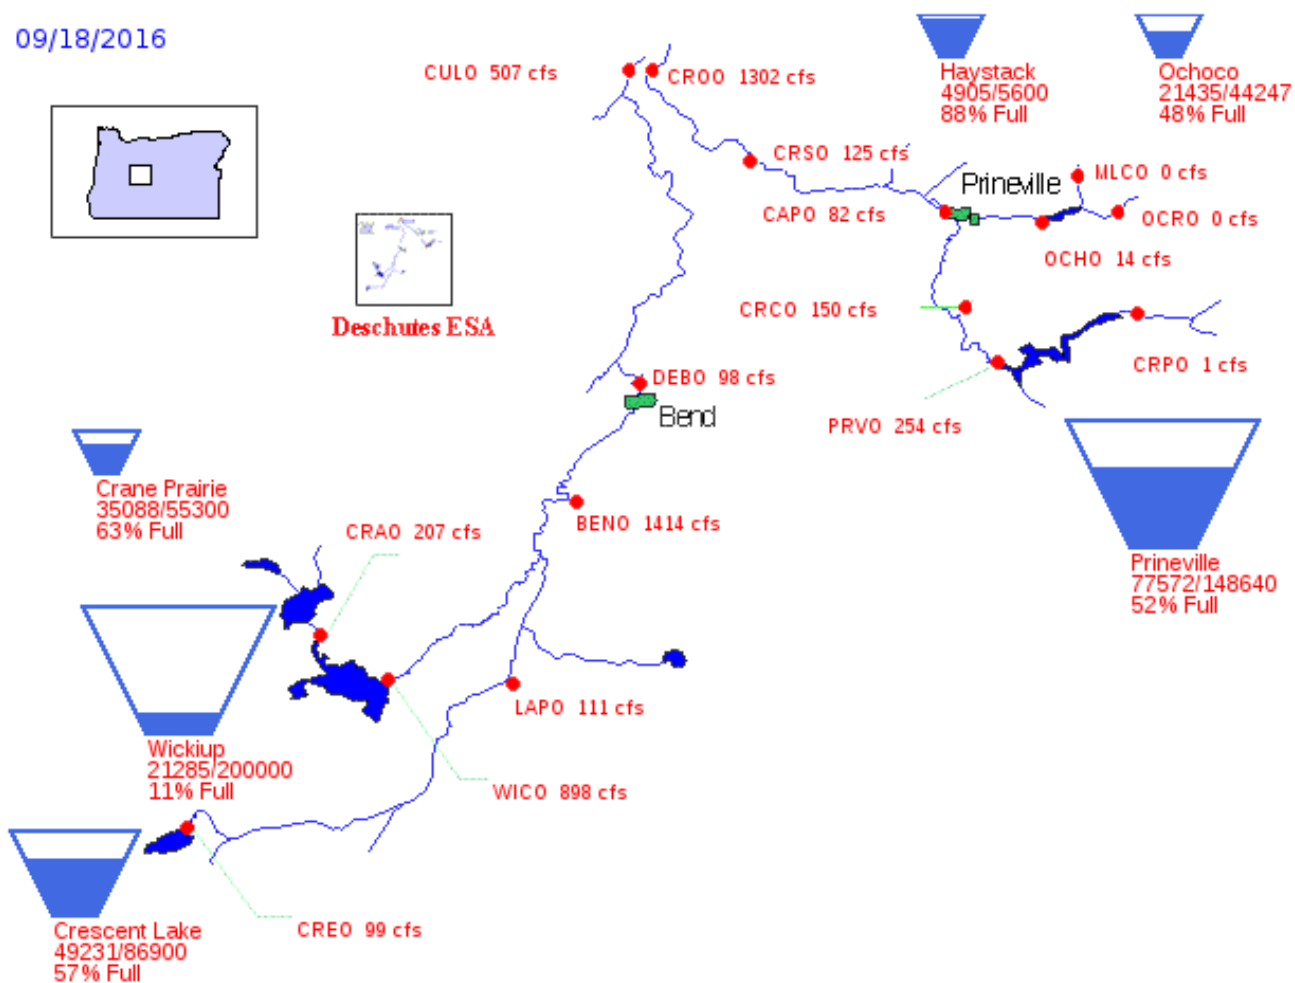 09/18/2016
CULO 507 cfs
CROO 1302 cfs
Haystack
4905/5600
88% Full
Ochoco
21435/44247
48% Full
CRSO 125 cfs
Prineville
MLCO 0 cfs
CAPO 82 cfs
OCRO 0 cfs
OCHO 14 cfs
CRCO 150 cfs
Deschutes ESA
CRPO 1 cfs
DEBO 98 cfs
Bend
PRVO 254 cfs
Crane Prairie
35088/55300
63% Full
CRAO 207 cfs
BENO 1414 cfs
Prineville
77572/148640
52% Full
LAPO 111 cfs
Wickiup
21285/200000
11% Full
WICO 898 cfs
CREO 99 cfs
Crescent Lake
49231/86900
57% Full